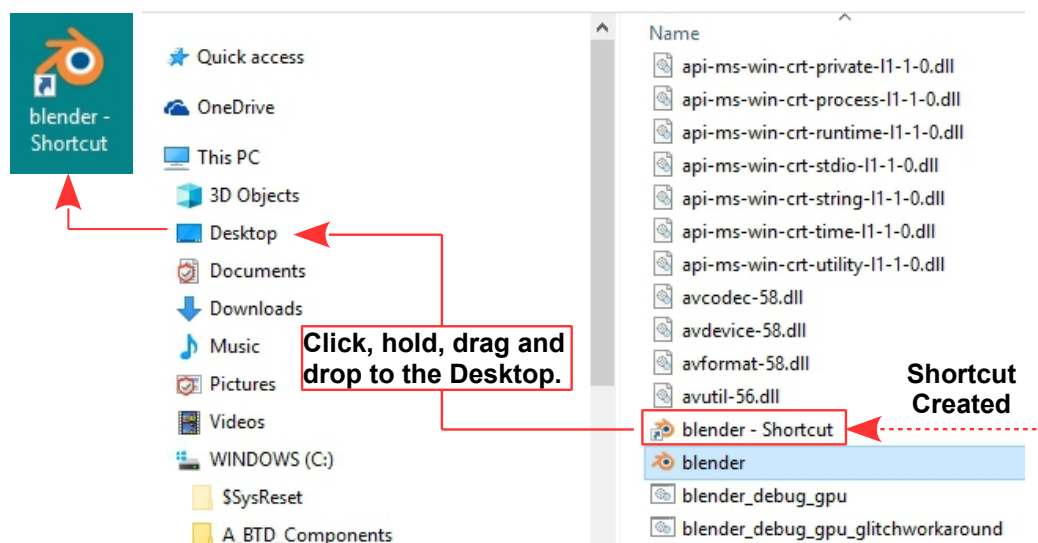 blender -
Shortcut
Quick access
OneDrive
This PC
3D Objects
Desktop
Documents
Downloads
Music
Pictures
Videos
WINDOWS (C:)
$SysReset
A_BTD_Components
Click, hold, drag and
drop to the Desktop.
Name
api-ms-win-crt-private-l1-1-0.dll
api-ms-win-crt-process-l1-1-0.dll
api-ms-win-crt-runtime-l1-1-0.dll
api-ms-win-crt-stdio-l1-1-0.dll
api-ms-win-crt-string-l1-1-0.dll
api-ms-win-crt-time-l1-1-0.dll
api-ms-win-crt-utility-l1-1-0.dll
avcodec-58.dll
avdevice-58.dll
avformat-58.dll
avutil-56.dll
blender - Shortcut
blender
blender_debug_gpu
blender_debug_gpu_glitchworkaround
Shortcut
Created